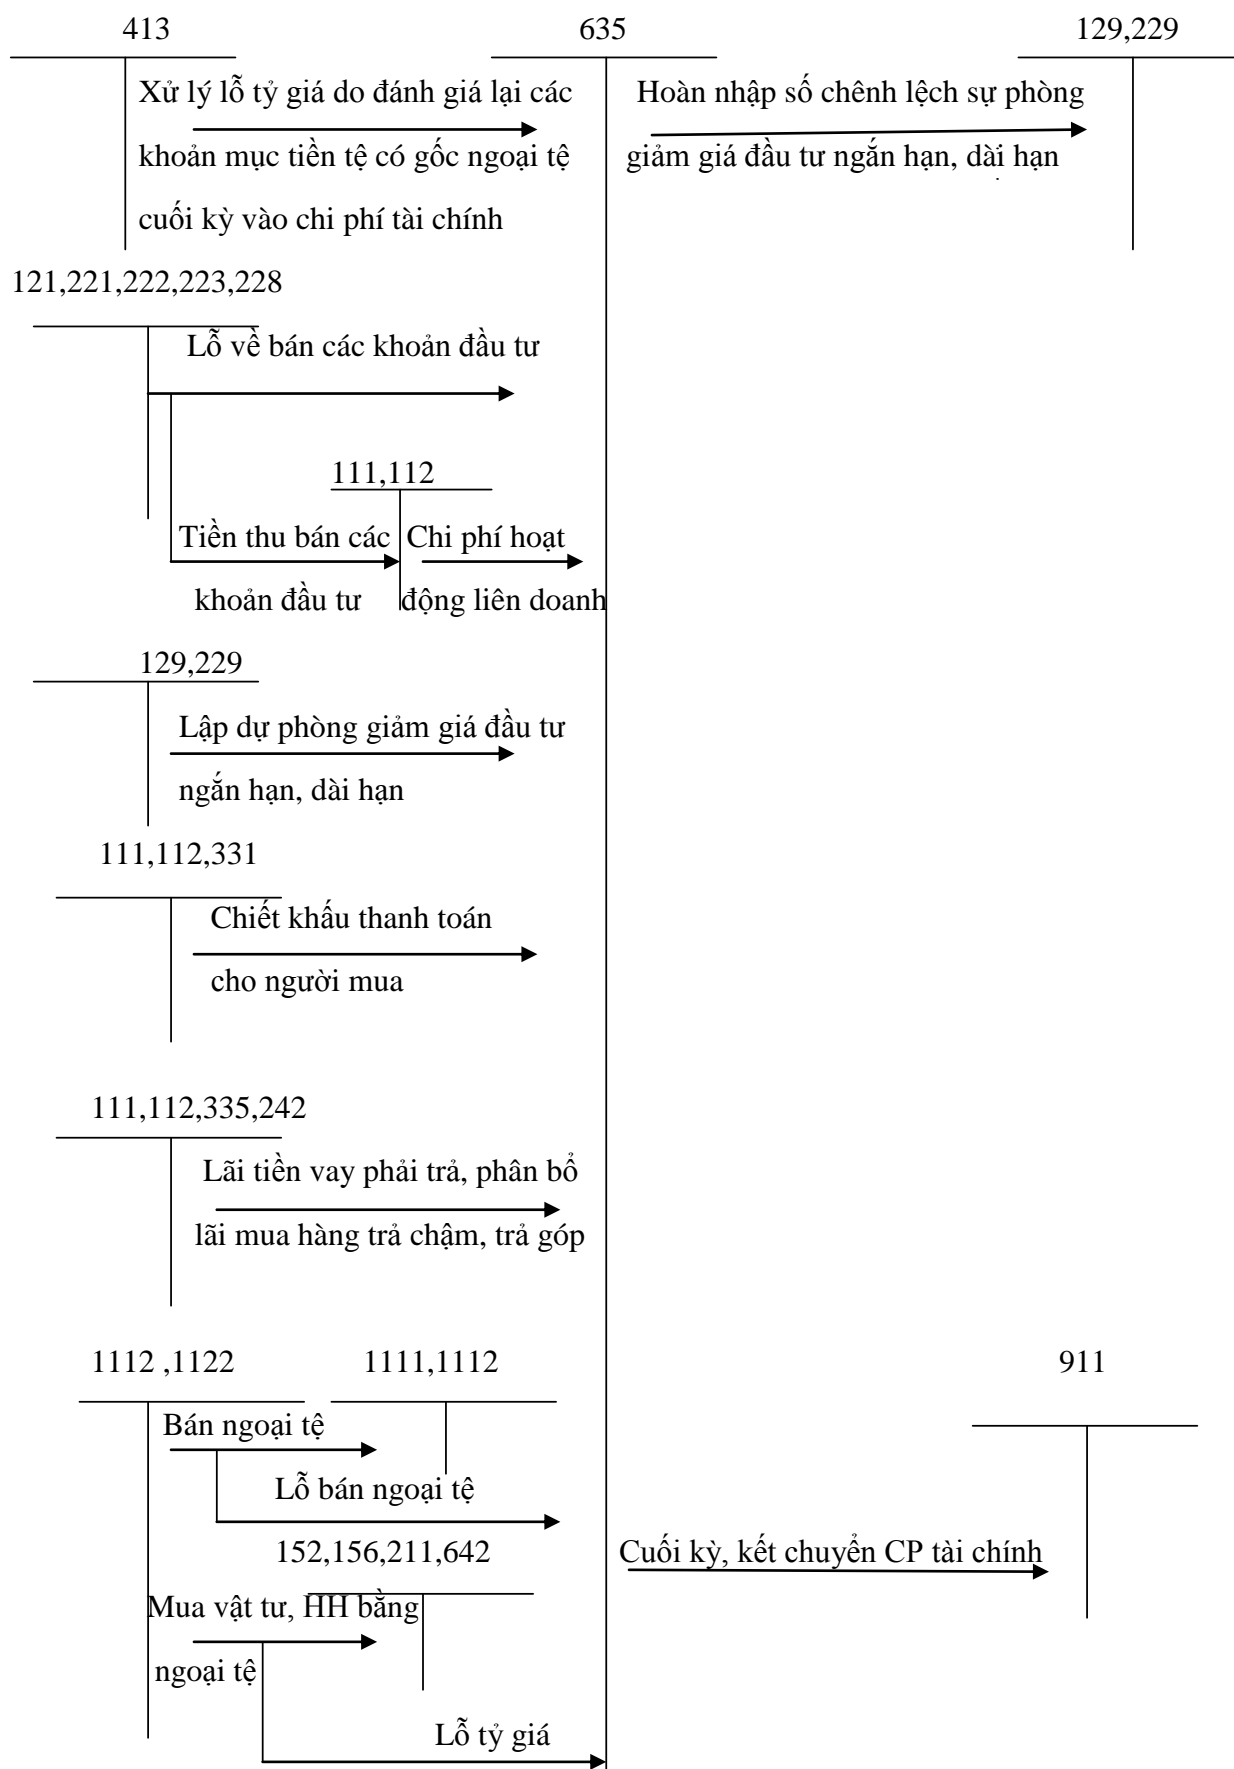 413
635
129,229
Xử lý lỗ tỷ giá do đánh giá lại các
khoản mục tiền tệ có gốc ngoại tệ
cuối kỳ vào chi phí tài chính
Hoàn nhập số chênh lệch sự phòng
giảm giá đầu tư ngắn hạn, dài hạn
121,221,222,223,228
Lỗ về bán các khoản đầu tư
111,112
Tiền thu bán các
khoản đầu tư
Chi phí hoạt
động liên doanh
129,229
Lập dự phòng giảm giá đầu tư
ngắn hạn, dài hạn
111,112,331
Chiết khấu thanh toán
cho người mua
111,112,335,242
Lãi tiền vay phải trả, phân bổ
lãi mua hàng trả chậm, trả góp
1112 ,1122
1111,1112
911
Bán ngoại tệ
Lỗ bán ngoại tệ
152,156,211,642
Cuối kỳ, kết chuyển CP tài chính
Mua vật tư, HH bằng
ngoại tệ
Lỗ tỷ giá